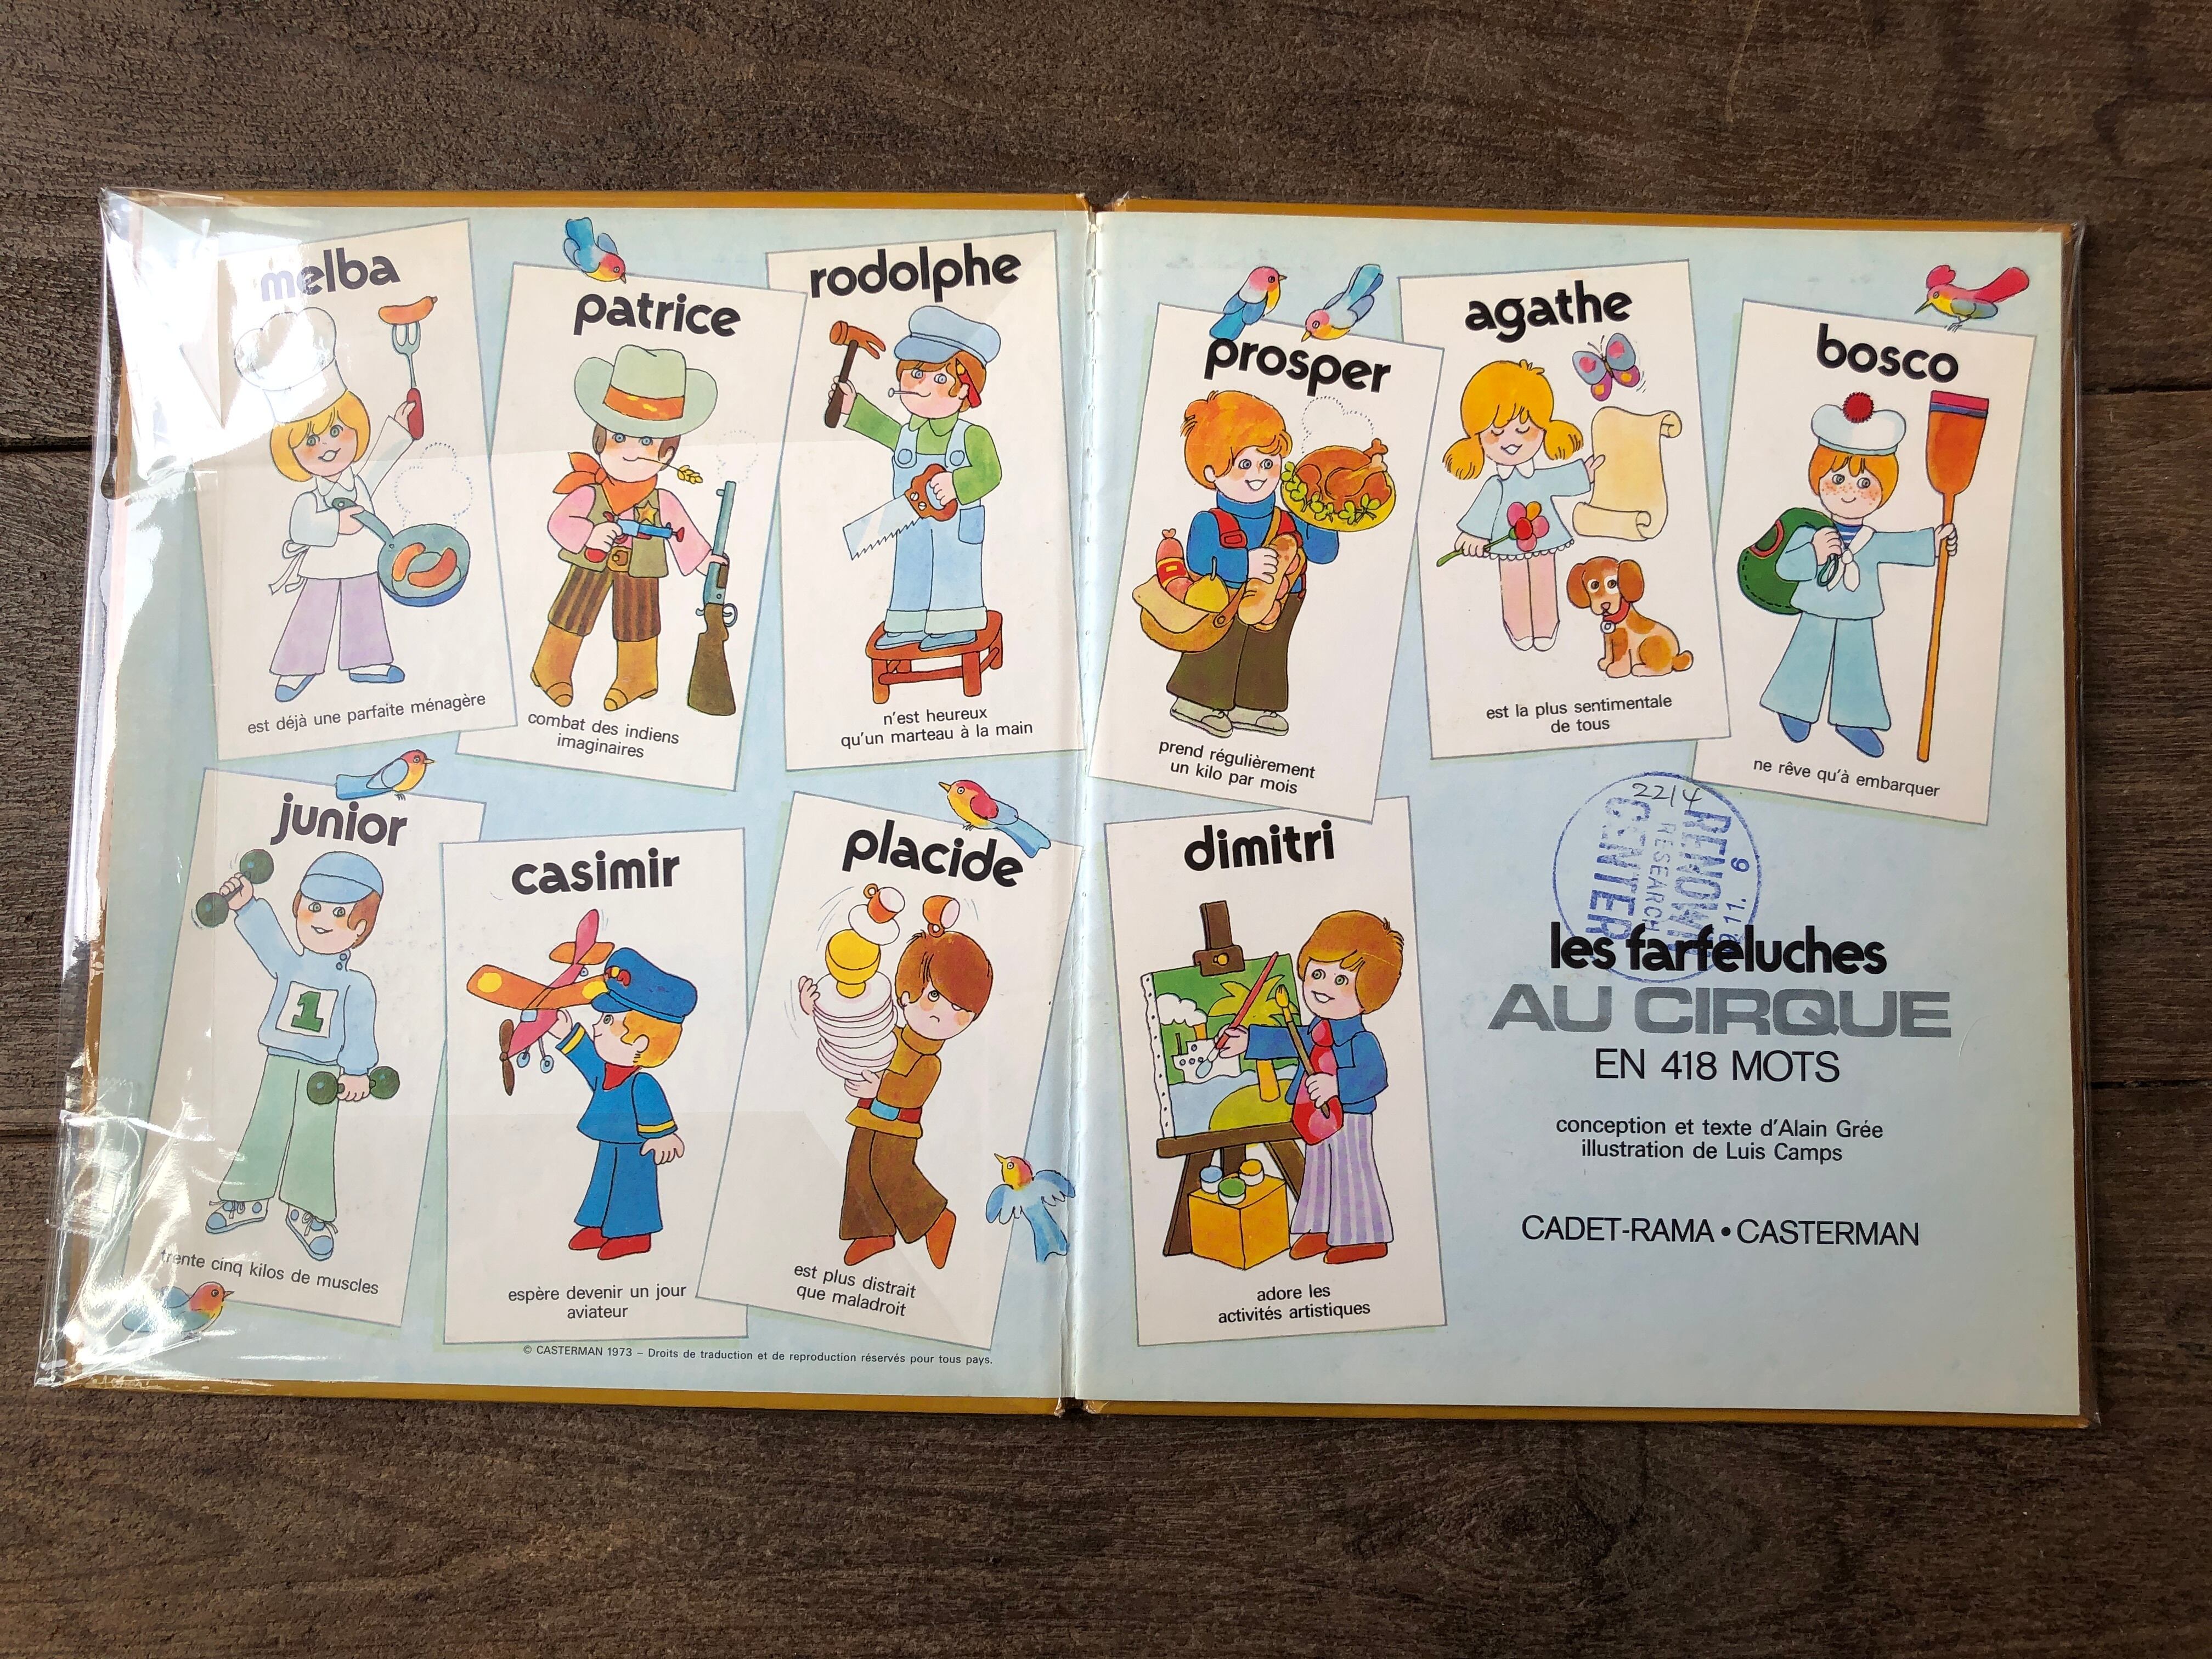 melba
est déjà une parfaite ménagère
patrice
combat des indiens
imaginaires
rodolphe
n'est heureux
qu'un marteau à la main
junior
1
trente cinq kilos de muscles
casimir
espère devenir un jour
aviateur
placide
est plus distrait
que maladroit
© CASTERMAN 1973 – Droits de traduction et de reproduction réservés pour tous pays.
prosper
prend régulièrement
un kilo par mois
agathe
est la plus sentimentale
de tous
bosco
ne rêve qu'à embarquer
dimitri
adore les
activités artistiques
2214
RENOWN
RESEARCH
CENTER
les farfeluches
AU CIRQUE
EN 418 MOTS
conception et texte d'Alain Grée
illustration de Luis Camps
CADET-RAMA • CASTERMAN